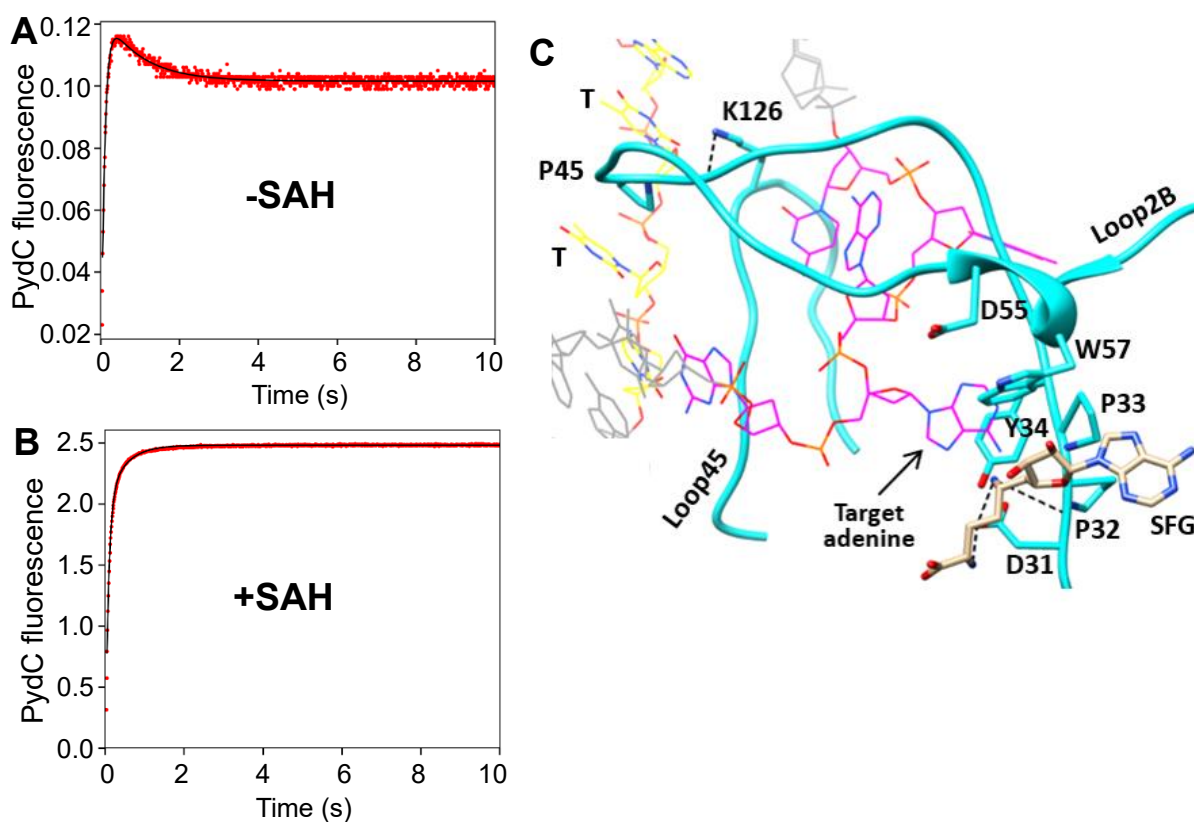 A
PydC fluorescence
0.12
0.10
0.08
0.06
0.04
0.02
-SAH
0 2 4 6 8 10
Time (s)
B
PydC fluorescence
2.5
2.0
1.5
1.0
0.5
0.0
+SAH
0 2 4 6 8 10
Time (s)
C
T
K126
P45
T
Loop2B
D55
W57
P33
Y34
Loop45
Target
adenine
P32
SFG
D31